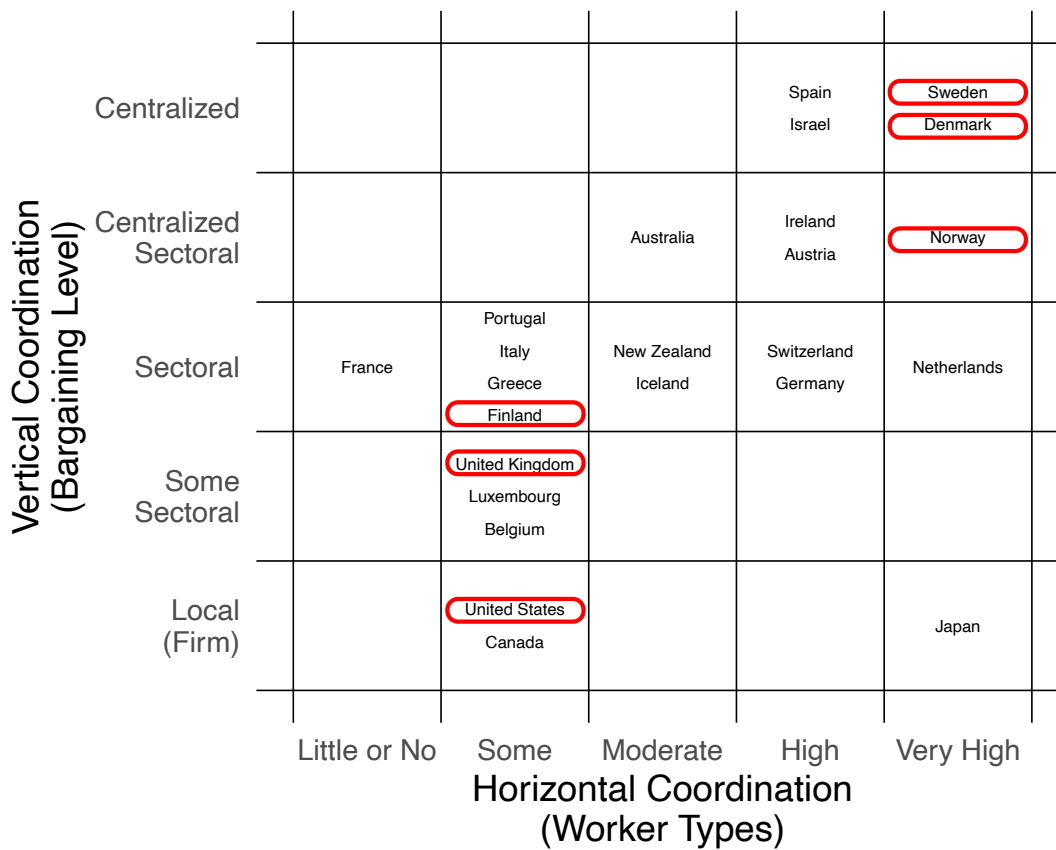 Vertical Coordination
(Bargaining Level)
Centralized
Spain
Sweden
Israel
Denmark
Centralized
Sectoral
Australia
Ireland
Austria
Norway
Sectoral
France
Portugal
Italy
Greece
Finland
New Zealand
Iceland
Switzerland
Germany
Netherlands
Some
Sectoral
United Kingdom
Luxembourg
Belgium
Local
(Firm)
United States
Canada
Japan
Little or No
Some
Moderate
High
Very High
Horizontal Coordination
(Worker Types)